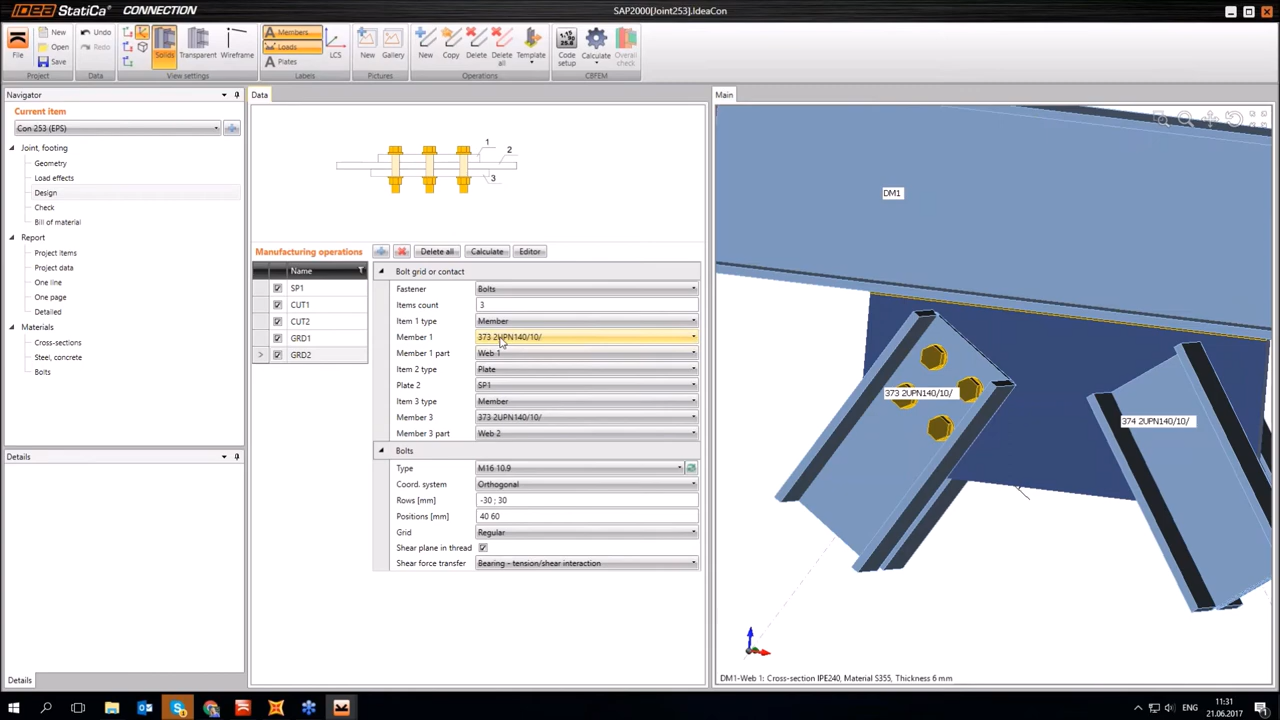 IDEA StatiCa® CONNECTION
SAP2000[Joint253].IdeaCon
File
New
Open
Save
Project
Undo
Redo
Data
Solids
Transparent
Wireframe
View settings
Members
Loads
Plates
LCS
Labels
New
Gallery
Pictures
New
Copy
Delete
Delete all
Template
Operations
Code setup
Calculate
Overall check
CBFEM
Navigator
Current item
Con 253 (EPS)
Joint, footing
Geometry
Load effects
Design
Check
Bill of material
Report
Project items
Project data
One line
One page
Detailed
Materials
Cross-sections
Steel, concrete
Bolts
Details
Details
Data
1
2
3
Manufacturing operations
Delete all
Calculate
Editor
Name
SP1
CUT1
CUT2
GRD1
GRD2
Bolt grid or contact
Fastener Bolts
Items count 3
Item 1 type Member
Member 1 373 2UPN140/10/
Member 1 part Web 1
Item 2 type Plate
Plate 2 SP1
Item 3 type Member
Member 3 373 2UPN140/10/
Member 3 part Web 2
Bolts
Type M16 10.9
Coord. system Orthogonal
Rows [mm] -30 ; 30
Positions [mm] 40 60
Grid Regular
Shear plane in thread
Shear force transfer Bearing - tension/shear interaction
Main
DM1
373 2UPN140/10/
374 2UPN140/10/
DM1-Web 1: Cross-section IPE240, Material S355, Thickness 6 mm
ENG
11:31
21.06.2017